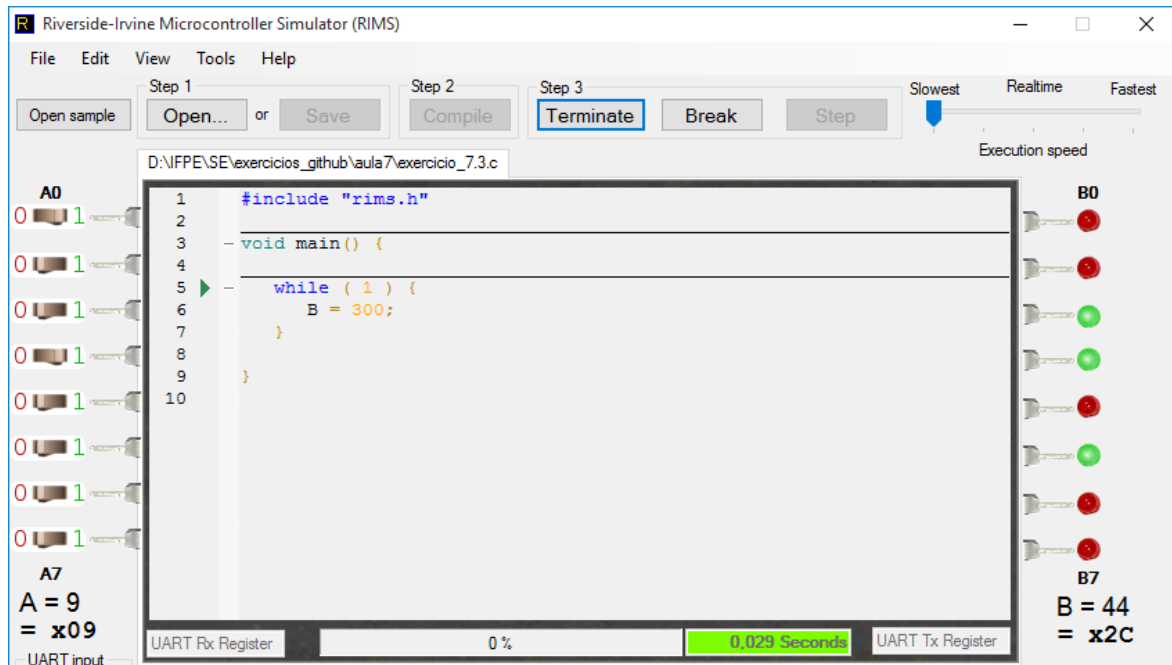 Riverside-Irvine Microcontroller Simulator (RIMS)
File Edit View Tools Help
Step 1 Step 2 Step 3
Slowest Realtime Fastest
Open sample Open... or Save Compile Terminate Break Step
Execution speed
D:\IFPE\SE\exercicios_github\aula7\exercicio_7.3.c
A0
0 1
0 1
0 1
0 1
0 1
0 1
0 1
0 1
A7
A = 9
= x09
UART input
1 #include "rims.h"
2
3 void main() {
4
5 while ( 1 ) {
6 B = 300;
7 }
8
9 }
10
UART Rx Register 0 % 0,029 Seconds UART Tx Register
B0
B7
B = 44
= x2C